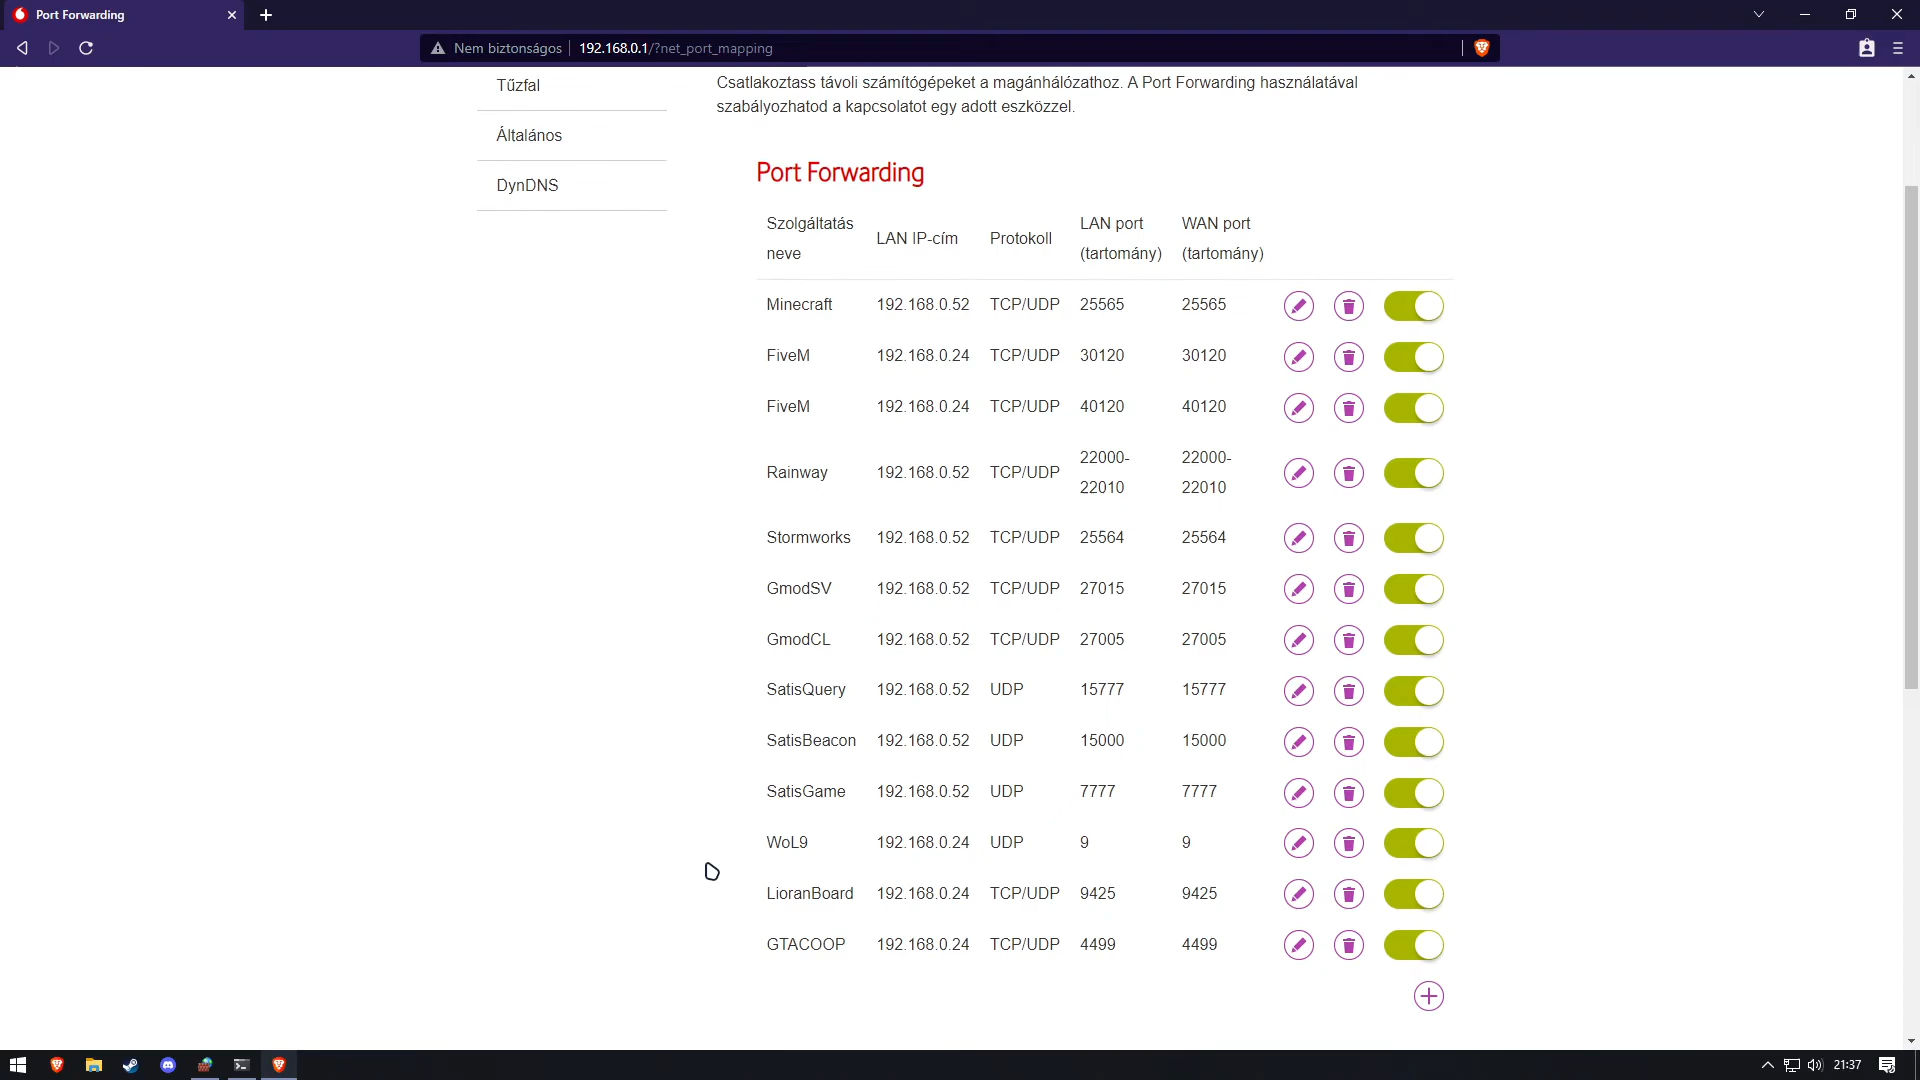 Port Forwarding
Nem biztonságos
192.168.0.1/?net_port_mapping
Tűzfal
Általános
DynDNS
Csatlakoztass távoli számítógépeket a magánhálózathoz. A Port Forwarding használatával
szabályozhatod a kapcsolatot egy adott eszközzel.
Port Forwarding
Szolgáltatás neve LAN IP-cím Protokoll LAN port (tartomány) WAN port (tartomány)
Minecraft 192.168.0.52 TCP/UDP 25565 25565
FiveM 192.168.0.24 TCP/UDP 30120 30120
FiveM 192.168.0.24 TCP/UDP 40120 40120
Rainway 192.168.0.52 TCP/UDP 22000-22010 22000-22010
Stormworks 192.168.0.52 TCP/UDP 25564 25564
GmodSV 192.168.0.52 TCP/UDP 27015 27015
GmodCL 192.168.0.52 TCP/UDP 27005 27005
SatisQuery 192.168.0.52 UDP 15777 15777
SatisBeacon 192.168.0.52 UDP 15000 15000
SatisGame 192.168.0.52 UDP 7777 7777
WoL9 192.168.0.24 UDP 9 9
LioranBoard 192.168.0.24 TCP/UDP 9425 9425
GTACOOP 192.168.0.24 TCP/UDP 4499 4499
21:37